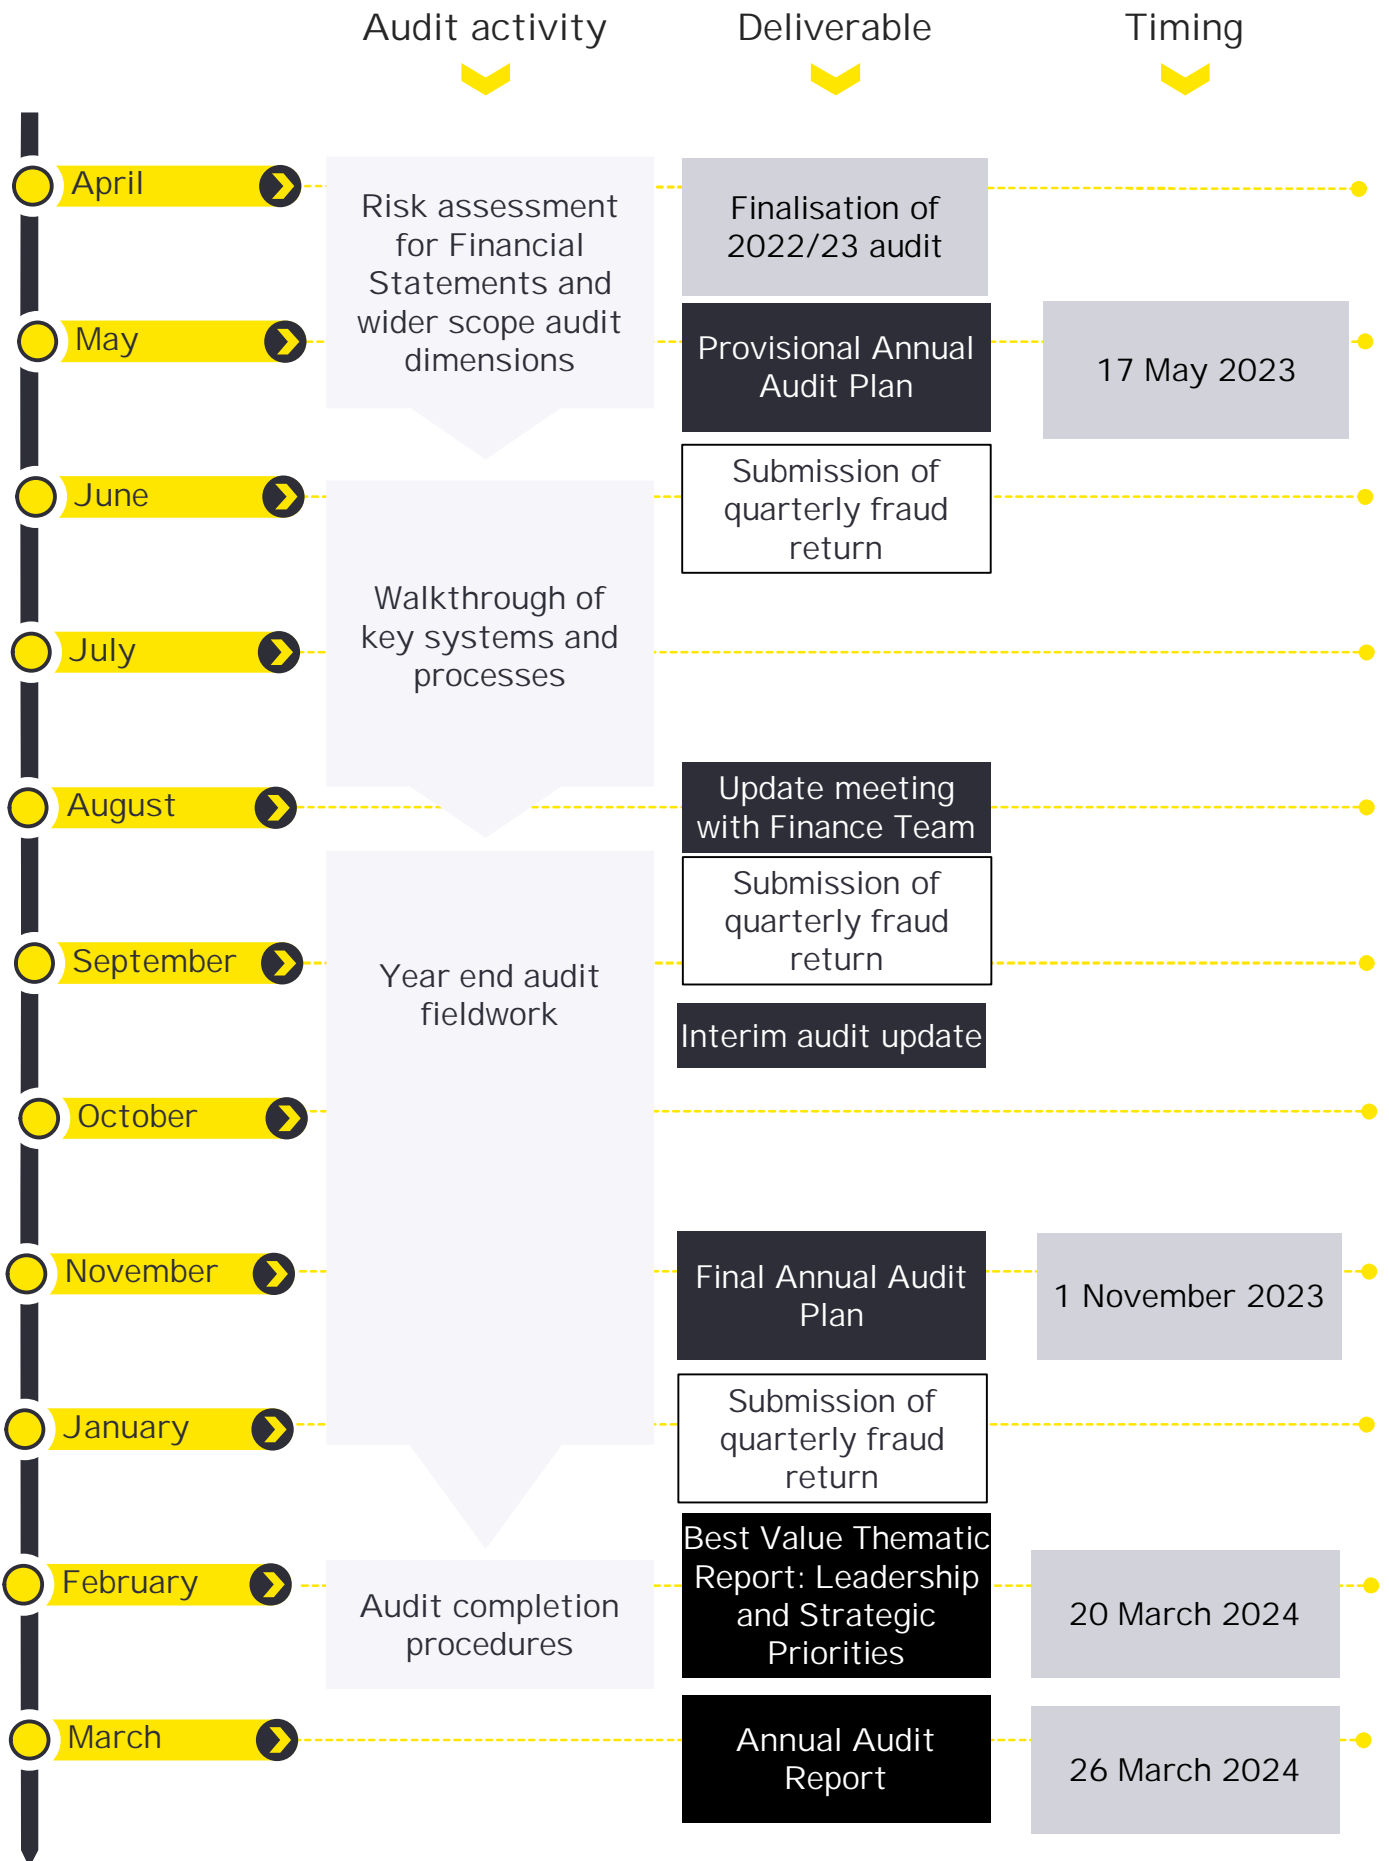 Audit activity
Deliverable
Timing
April
Risk assessment
for Financial
Statements and
wider scope audit
dimensions
Finalisation of
2022/23 audit
May
Provisional Annual
Audit Plan
17 May 2023
June
Submission of
quarterly fraud
return
Walkthrough of
key systems and
processes
July
August
Update meeting
with Finance Team
Submission of
quarterly fraud
return
September
Year end audit
fieldwork
Interim audit update
October
November
Final Annual Audit
Plan
1 November 2023
January
Submission of
quarterly fraud
return
February
Audit completion
procedures
Best Value Thematic
Report: Leadership
and Strategic
Priorities
20 March 2024
March
Annual Audit
Report
26 March 2024